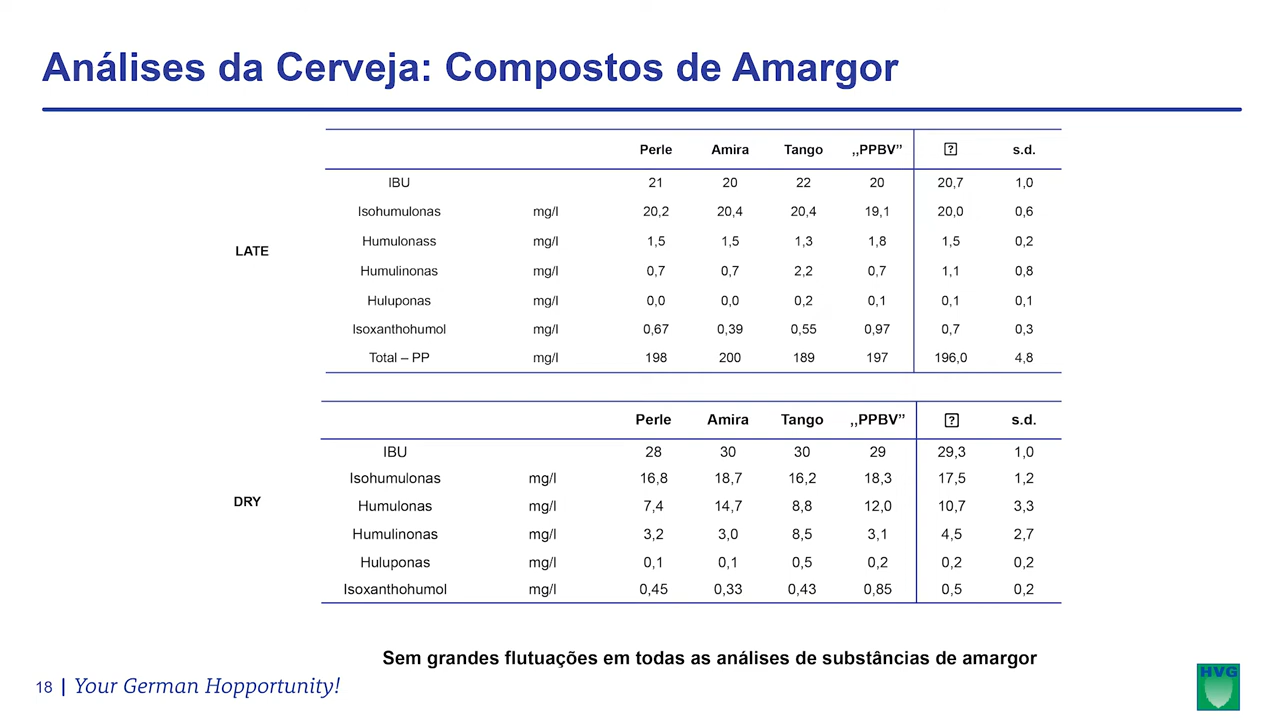 Análises da Cerveja: Compostos de Amargor
Perle Amira Tango ,,PPBV” ? s.d.
IBU 21 20 22 20 20,7 1,0
Isohumulonas mg/l 20,2 20,4 20,4 19,1 20,0 0,6
Humulonass mg/l 1,5 1,5 1,3 1,8 1,5 0,2
LATE
Humulinonas mg/l 0,7 0,7 2,2 0,7 1,1 0,8
Huluponas mg/l 0,0 0,0 0,2 0,1 0,1 0,1
Isoxanthohumol mg/l 0,67 0,39 0,55 0,97 0,7 0,3
Total – PP mg/l 198 200 189 197 196,0 4,8
Perle Amira Tango ,,PPBV” ? s.d.
IBU 28 30 30 29 29,3 1,0
Isohumulonas mg/l 16,8 18,7 16,2 18,3 17,5 1,2
DRY
Humulonas mg/l 7,4 14,7 8,8 12,0 10,7 3,3
Humulinonas mg/l 3,2 3,0 8,5 3,1 4,5 2,7
Huluponas mg/l 0,1 0,1 0,5 0,2 0,2 0,2
Isoxanthohumol mg/l 0,45 0,33 0,43 0,85 0,5 0,2
Sem grandes flutuações em todas as análises de substâncias de amargor
18 | Your German Hopportunity!
HVG